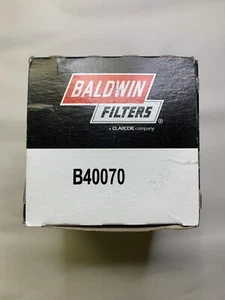 BALDWIN
FILTERS®
a CLARCOR company
B40070